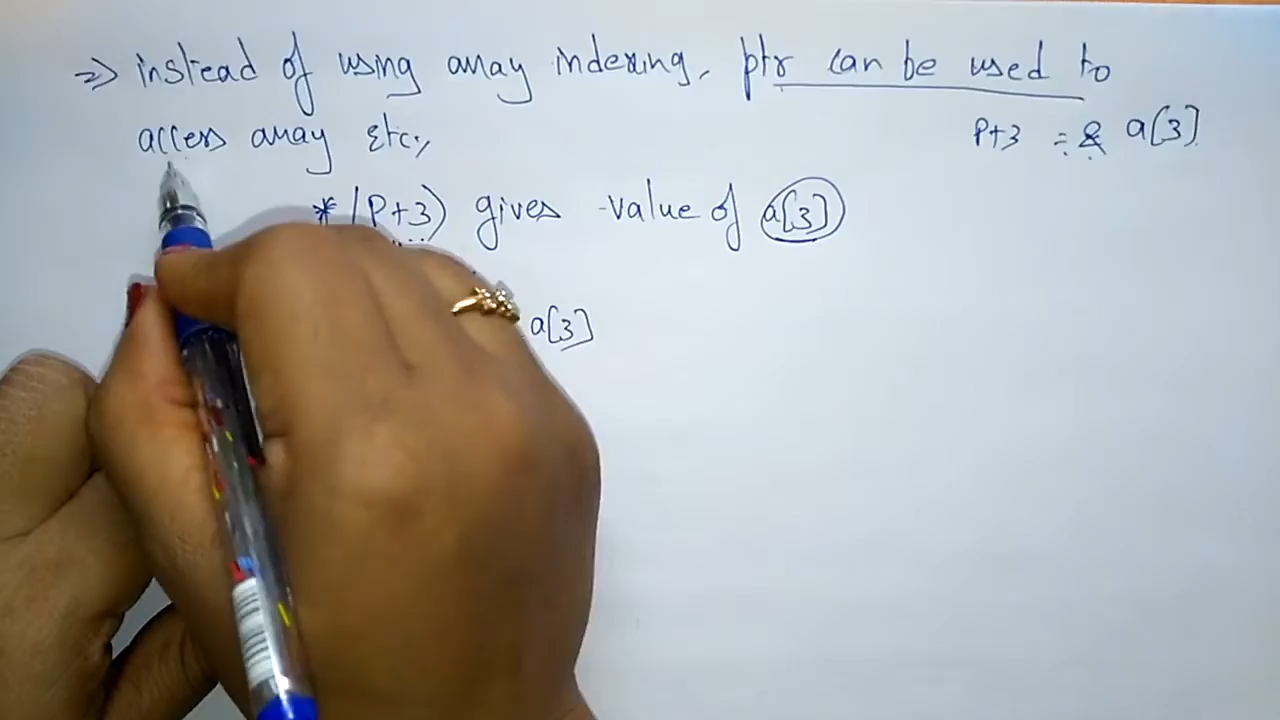 => instead of using array indexing, ptr can be used to
access array etc.,
P+3 = & a[3]
*(P+3) gives value of a[3]
a[3]